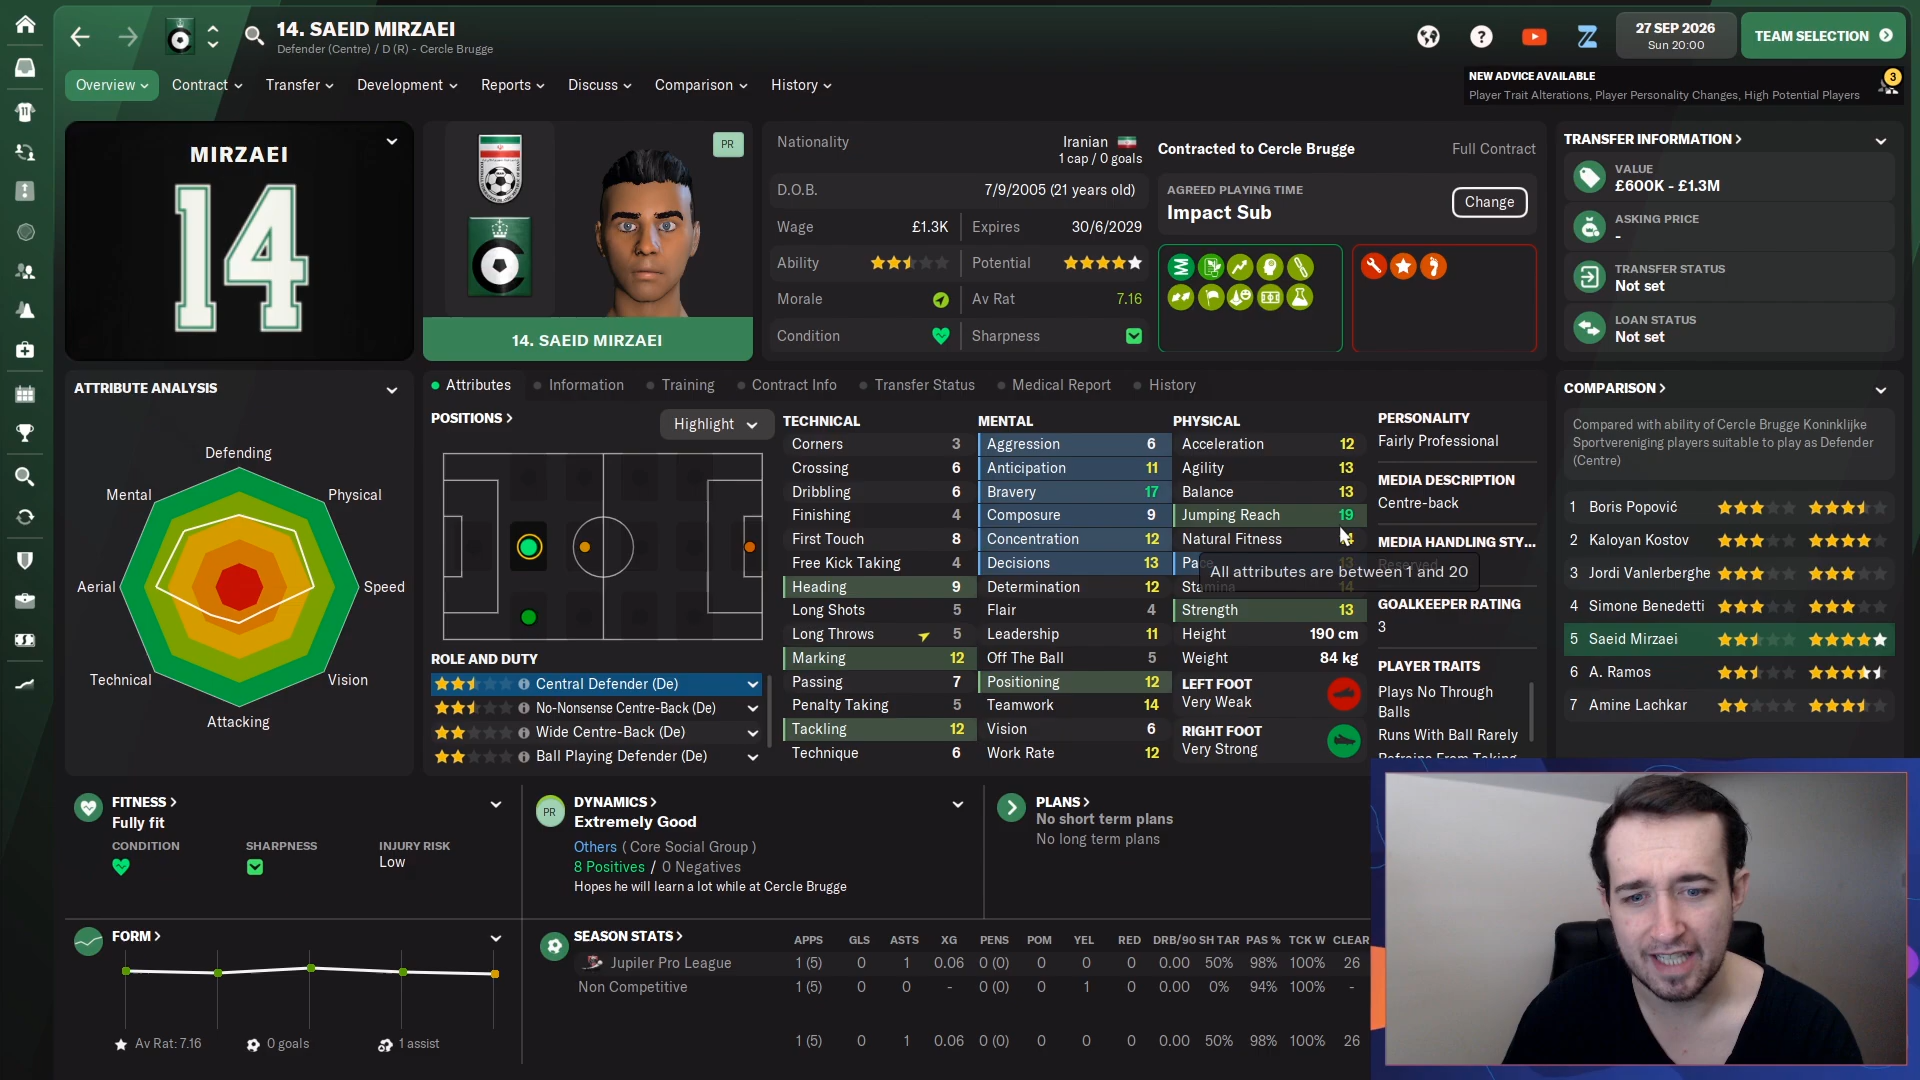 14. SAEID MIRZAEI
Defender (Centre) / D (R) - Cercle Brugge
27 SEP 2026
Sun 20:00
TEAM SELECTION
Overview
Contract
Transfer
Development
Reports
Discuss
Comparison
History
NEW ADVICE AVAILABLE
Player Trait Alterations, Player Personality Changes, High Potential Players
3
11
MIRZAEI
14
PR
14. SAEID MIRZAEI
Nationality
Iranian
1 cap / 0 goals
D.O.B.
7/9/2005 (21 years old)
Wage £1.3K
Expires 30/6/2029
Ability
Potential
Morale
Av Rat 7.16
Condition
Sharpness
Contracted to Cercle Brugge
Full Contract
AGREED PLAYING TIME
Impact Sub
Change
TRANSFER INFORMATION >
VALUE
£600K - £1.3M
ASKING PRICE
-
TRANSFER STATUS
Not set
LOAN STATUS
Not set
ATTRIBUTE ANALYSIS
Defending
Mental
Physical
Aerial
Speed
Technical
Vision
Attacking
Attributes
Information
Training
Contract Info
Transfer Status
Medical Report
History
POSITIONS >
Highlight
ROLE AND DUTY
Central Defender (De)
No-Nonsense Centre-Back (De)
Wide Centre-Back (De)
Ball Playing Defender (De)
TECHNICAL
Corners 3
Crossing 6
Dribbling 6
Finishing 4
First Touch 8
Free Kick Taking 4
Heading 9
Long Shots 5
Long Throws 5
Marking 12
Passing 7
Penalty Taking 5
Tackling 12
Technique 6
MENTAL
Aggression 6
Anticipation 11
Bravery 17
Composure 9
Concentration 12
Decisions 13
Determination 12
Flair 4
Leadership 11
Off The Ball 5
Positioning 12
Teamwork 14
Vision 6
Work Rate 12
PHYSICAL
Acceleration 12
Agility 13
Balance 13
Jumping Reach 19
Natural Fitness
All attributes are between 1 and 20
Strength 13
Height 190 cm
Weight 84 kg
LEFT FOOT
Very Weak
RIGHT FOOT
Very Strong
PERSONALITY
Fairly Professional
MEDIA DESCRIPTION
Centre-back
MEDIA HANDLING STY...
Reserved
GOALKEEPER RATING
3
PLAYER TRAITS
Plays No Through
Balls
Runs With Ball Rarely
Refrains From Taking
COMPARISON >
Compared with ability of Cercle Brugge Koninklijke
Sportvereniging players suitable to play as Defender
(Centre)
1 Boris Popović
2 Kaloyan Kostov
3 Jordi Vanlerberghe
4 Simone Benedetti
5 Saeid Mirzaei
6 A. Ramos
7 Amine Lachkar
FITNESS >
Fully fit
CONDITION
SHARPNESS
INJURY RISK
Low
PR
DYNAMICS >
Extremely Good
Others ( Core Social Group )
8 Positives / 0 Negatives
Hopes he will learn a lot while at Cercle Brugge
PLANS >
No short term plans
No long term plans
FORM >
Av Rat: 7.16
0 goals
1 assist
SEASON STATS >
APPS GLS ASTS XG PENS POM YEL RED DRB/90 SH TAR PAS % TCK W CLEAR
Jupiler Pro League 1 (5) 0 1 0.06 0 (0) 0 0 0 0.00 50% 98% 100% 26
Non Competitive 1 (5) 0 0 - 0 (0) 0 1 0 0.00 0% 94% 100% -
1 (5) 0 1 0.06 0 (0) 0 0 0 0.00 50% 98% 100% 26